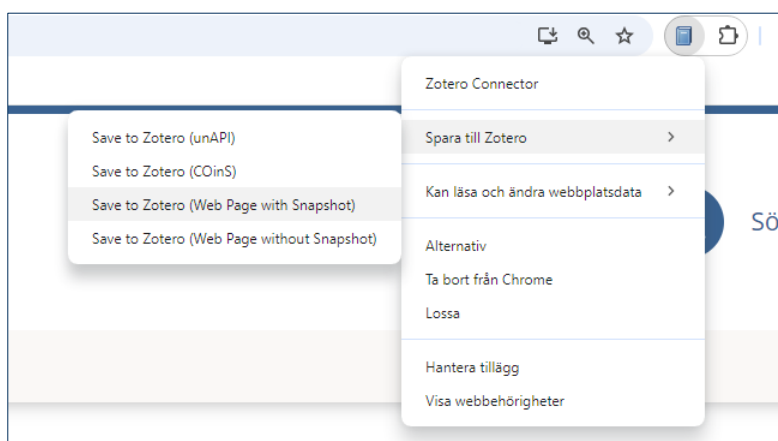 Zotero Connector
Spara till Zotero
Save to Zotero (unAPI)
Save to Zotero (COinS)
Save to Zotero (Web Page with Snapshot)
Save to Zotero (Web Page without Snapshot)
Kan läsa och ändra webbplatsdata
Alternativ
Ta bort från Chrome
Lossa
Hantera tillägg
Visa webbehörigheter
Sö